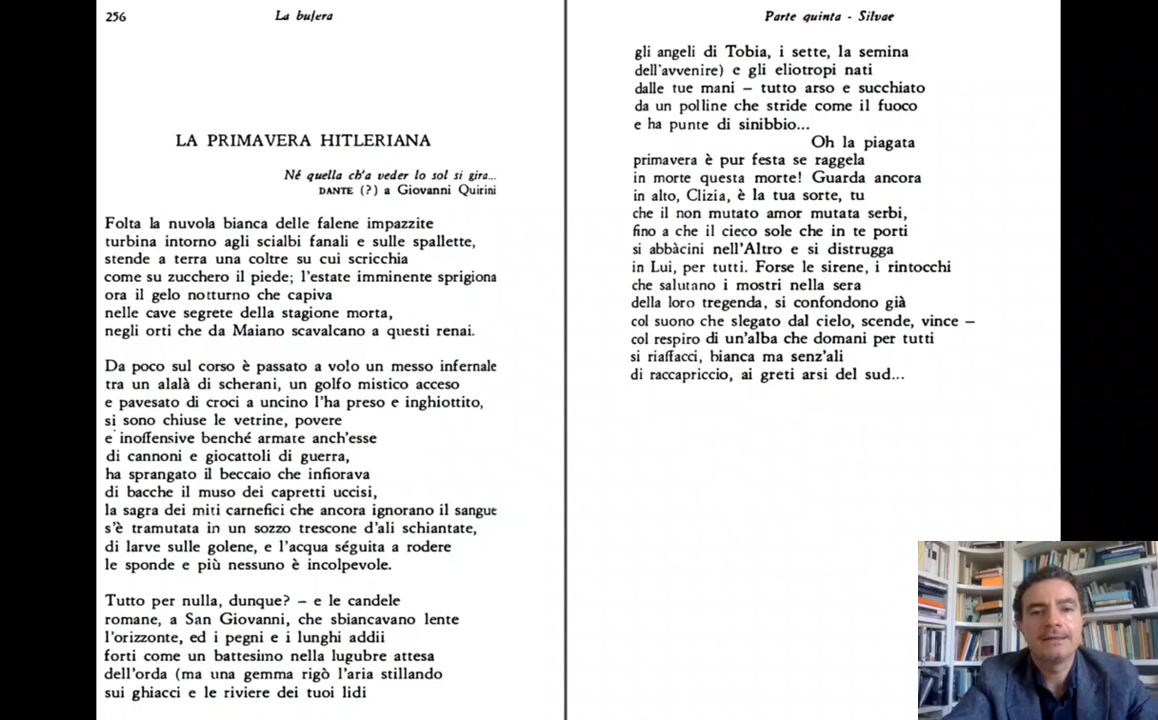 256
La bufera
LA PRIMAVERA HITLERIANA
Né quella ch'a veder lo sol si gira...
DANTE (?) a Giovanni Quirini
Folta la nuvola bianca delle falene impazzite
turbina intorno agli scialbi fanali e sulle spallette,
stende a terra una coltre su cui scricchia
come su zucchero il piede; l'estate imminente sprigiona
ora il gelo notturno che capiva
nelle cave segrete della stagione morta,
negli orti che da Maiano scavalcano a questi renai.
Da poco sul corso è passato a volo un messo infernale
tra un alalà di scherani, un golfo mistico acceso
e pavesato di croci a uncino l'ha preso e inghiottito,
si sono chiuse le vetrine, povere
e inoffensive benché armate anch'esse
di cannoni e giocattoli di guerra,
ha sprangato il beccaio che infiorava
di bacche il muso dei capretti uccisi,
la sagra dei miti carnefici che ancora ignorano il sangue
s'è tramutata in un sozzo trescone d'ali schiantate,
di larve sulle golene, e l'acqua séguita a rodere
le sponde e più nessuno è incolpevole.
Tutto per nulla, dunque? – e le candele
romane, a San Giovanni, che sbiancavano lente
l'orizzonte, ed i pegni e i lunghi addii
forti come un battesimo nella lugubre attesa
dell'orda (ma una gemma rigò l'aria stillando
sui ghiacci e le riviere dei tuoi lidi
Parte quinta - Silvae
gli angeli di Tobia, i sette, la semina
dell'avvenire) e gli eliotropi nati
dalle tue mani – tutto arso e succhiato
da un polline che stride come il fuoco
e ha punte di sinibbio...
Oh la piagata
primavera è pur festa se raggela
in morte questa morte! Guarda ancora
in alto, Clizia, è la tua sorte, tu
che il non mutato amor mutata serbi,
fino a che il cieco sole che in te porti
si abbàcini nell'Altro e si distrugga
in Lui, per tutti. Forse le sirene, i rintocchi
che salutano i mostri nella sera
della loro tregenda, si confondono già
col suono che slegato dal cielo, scende, vince –
col respiro di un'alba che domani per tutti
si riaffacci, bianca ma senz'ali
di raccapriccio, ai greti arsi del sud...